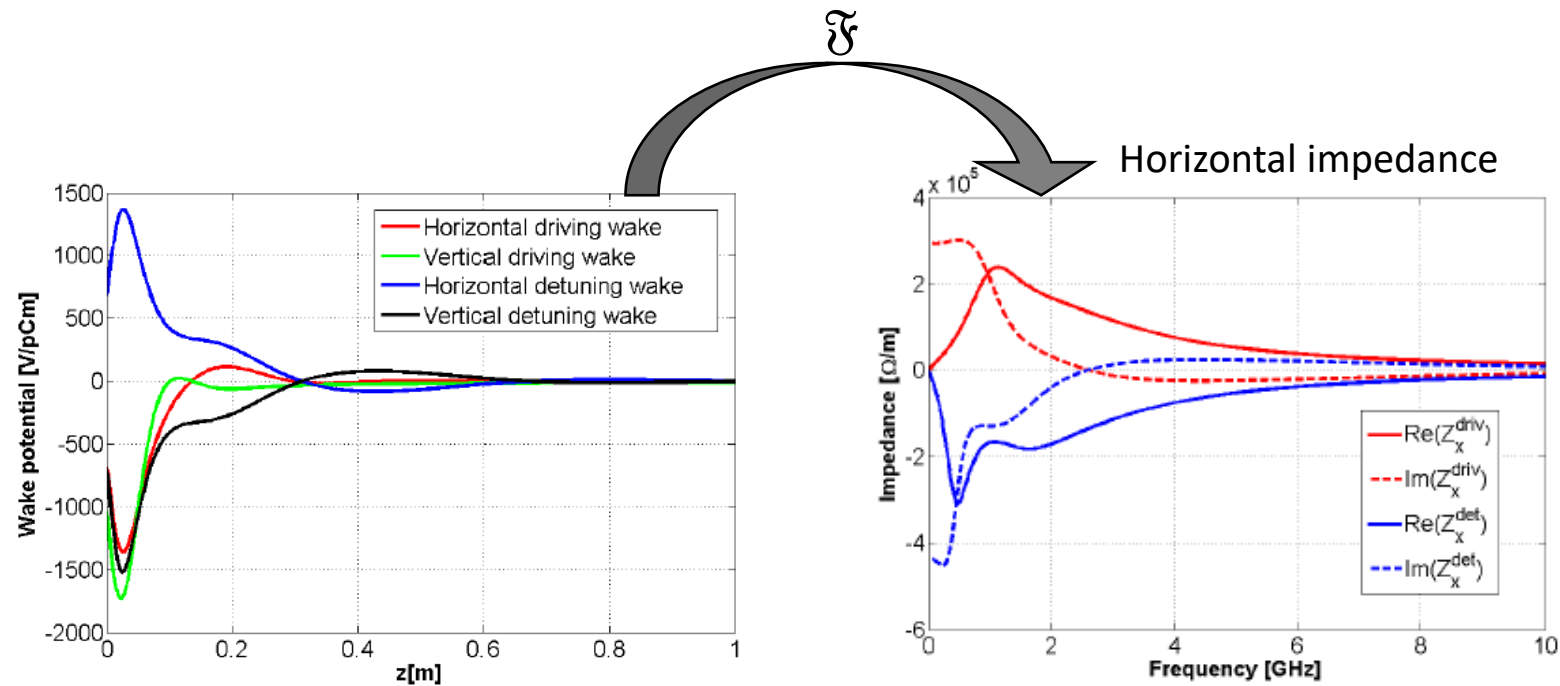 𝔉
Horizontal impedance
Wake potential [V/pCm]
1500
1000
500
0
-500
-1000
-1500
-2000
Horizontal driving wake
Vertical driving wake
Horizontal detuning wake
Vertical detuning wake
0 0.2 0.4 0.6 0.8 1
z[m]
Impedance [Ω/m]
x 10^5
4
2
0
-2
-4
-6
Re(Z_x^driv)
Im(Z_x^driv)
Re(Z_x^det)
Im(Z_x^det)
0 2 4 6 8 10
Frequency [GHz]